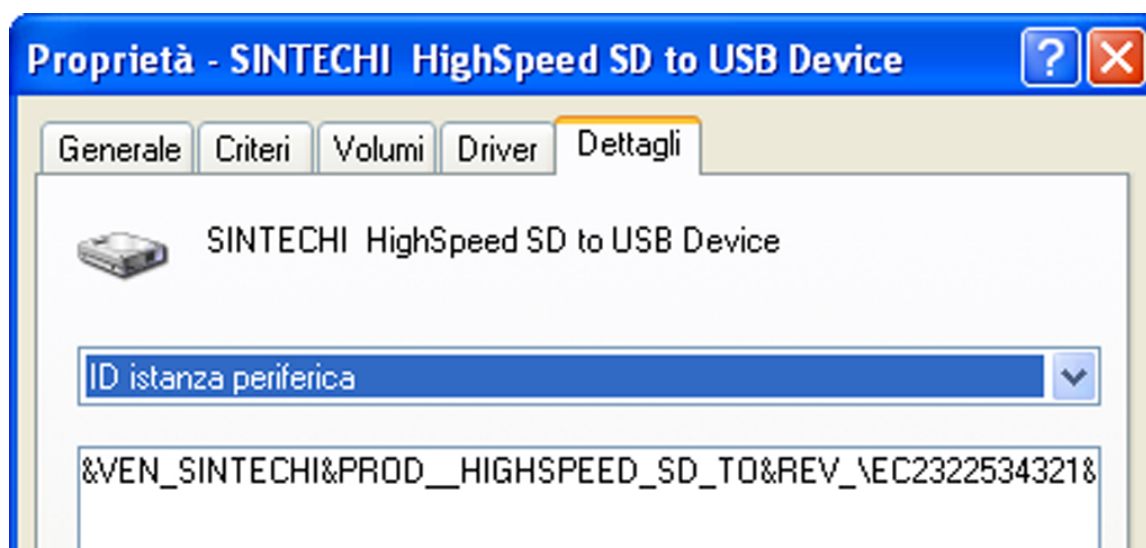 Proprietà - SINTECHI HighSpeed SD to USB Device
Generale Criteri Volumi Driver Dettagli
SINTECHI HighSpeed SD to USB Device
ID istanza periferica
&VEN_SINTECHI&PROD__HIGHSPEED_SD_TO&REV_\EC2322534321&